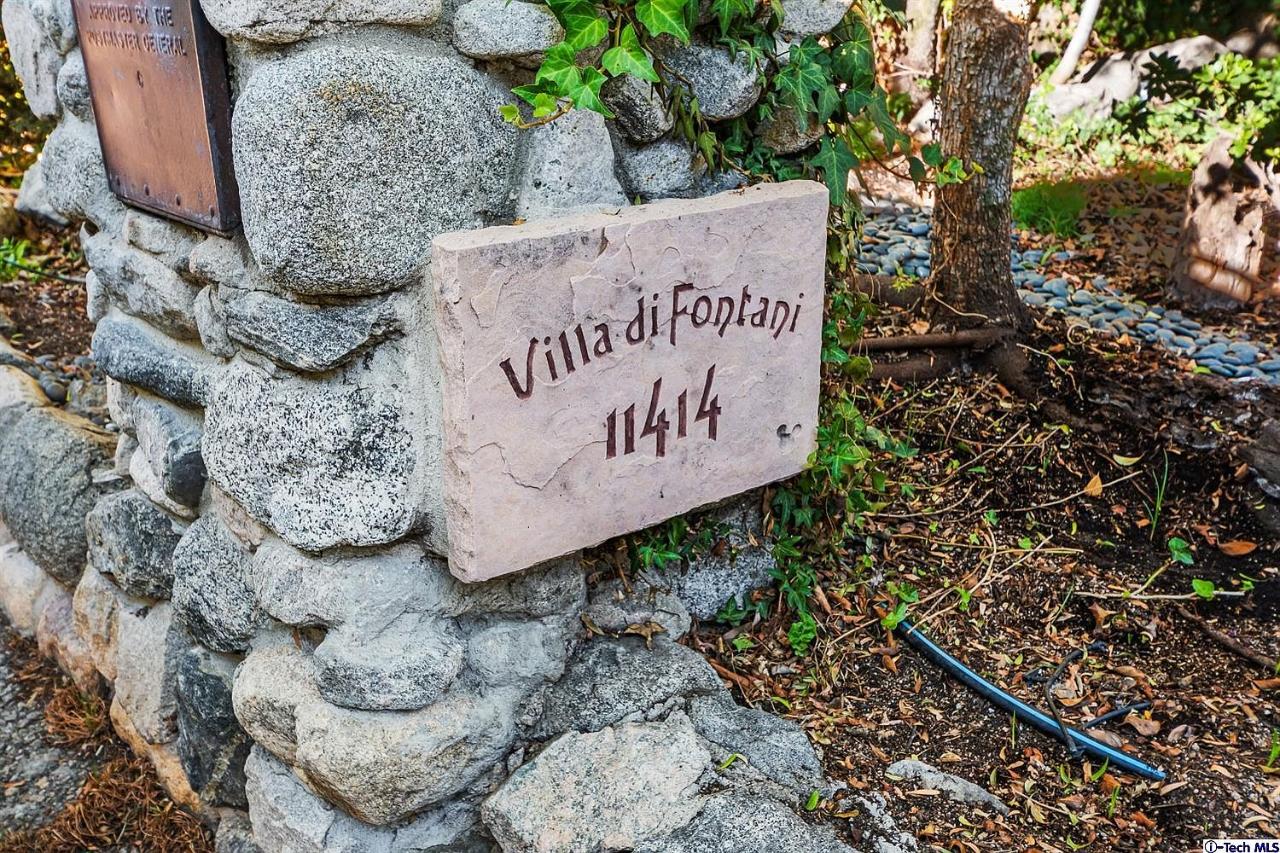 APPROVED BY THE
POSTMASTER GENERAL
Villa di Fontani
11414
i-Tech MLS